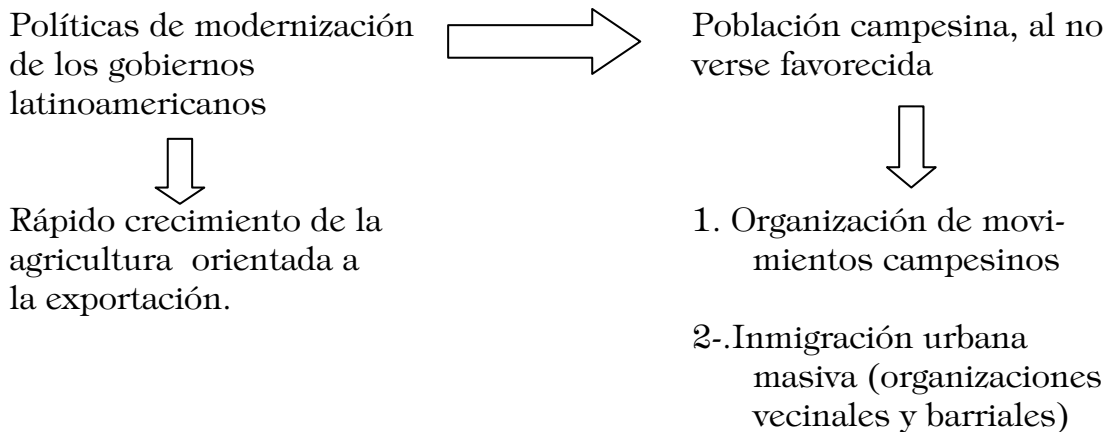 Políticas de modernización
de los gobiernos
latinoamericanos
Población campesina, al no
verse favorecida
Rápido crecimiento de la
agricultura orientada a
la exportación.
1. Organización de movi-
mientos campesinos
2-.Inmigración urbana
masiva (organizaciones
vecinales y barriales)